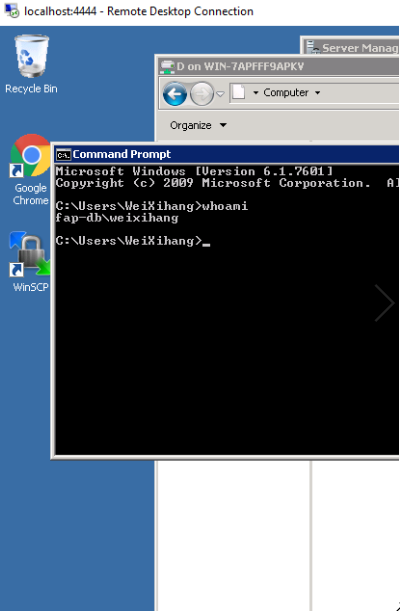 localhost:4444 - Remote Desktop Connection
Recycle Bin
Server Manag
D on WIN-7APFFF9APKV
Computer
Organize
Google
Chrome
WinSCP
Command Prompt
Microsoft Windows [Version 6.1.7601]
Copyright (c) 2009 Microsoft Corporation.  Al
C:\Users\WeiXihang>whoami
fap-db\weixihang
C:\Users\WeiXihang>_